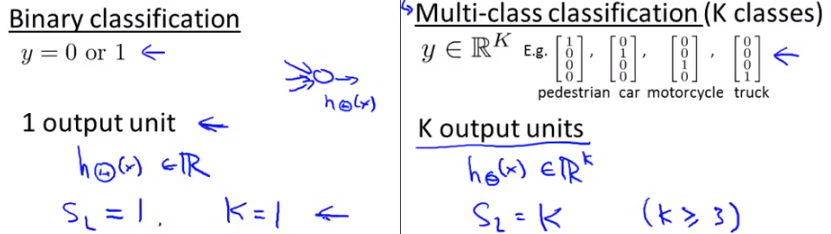 Binary classification
y = 0 or 1 ←
h_Θ(x)
1 output unit ←
h_Θ(x) ∈ ℝ
S_L = 1, K = 1 ←
↳ Multi-class classification (K classes)
y ∈ ℝ^K E.g. [1 0 0 0], [0 1 0 0], [0 0 1 0], [0 0 0 1] ←
pedestrian car motorcycle truck
K output units
h_Θ(x) ∈ ℝ^K
S_L = K (K ≥ 3)